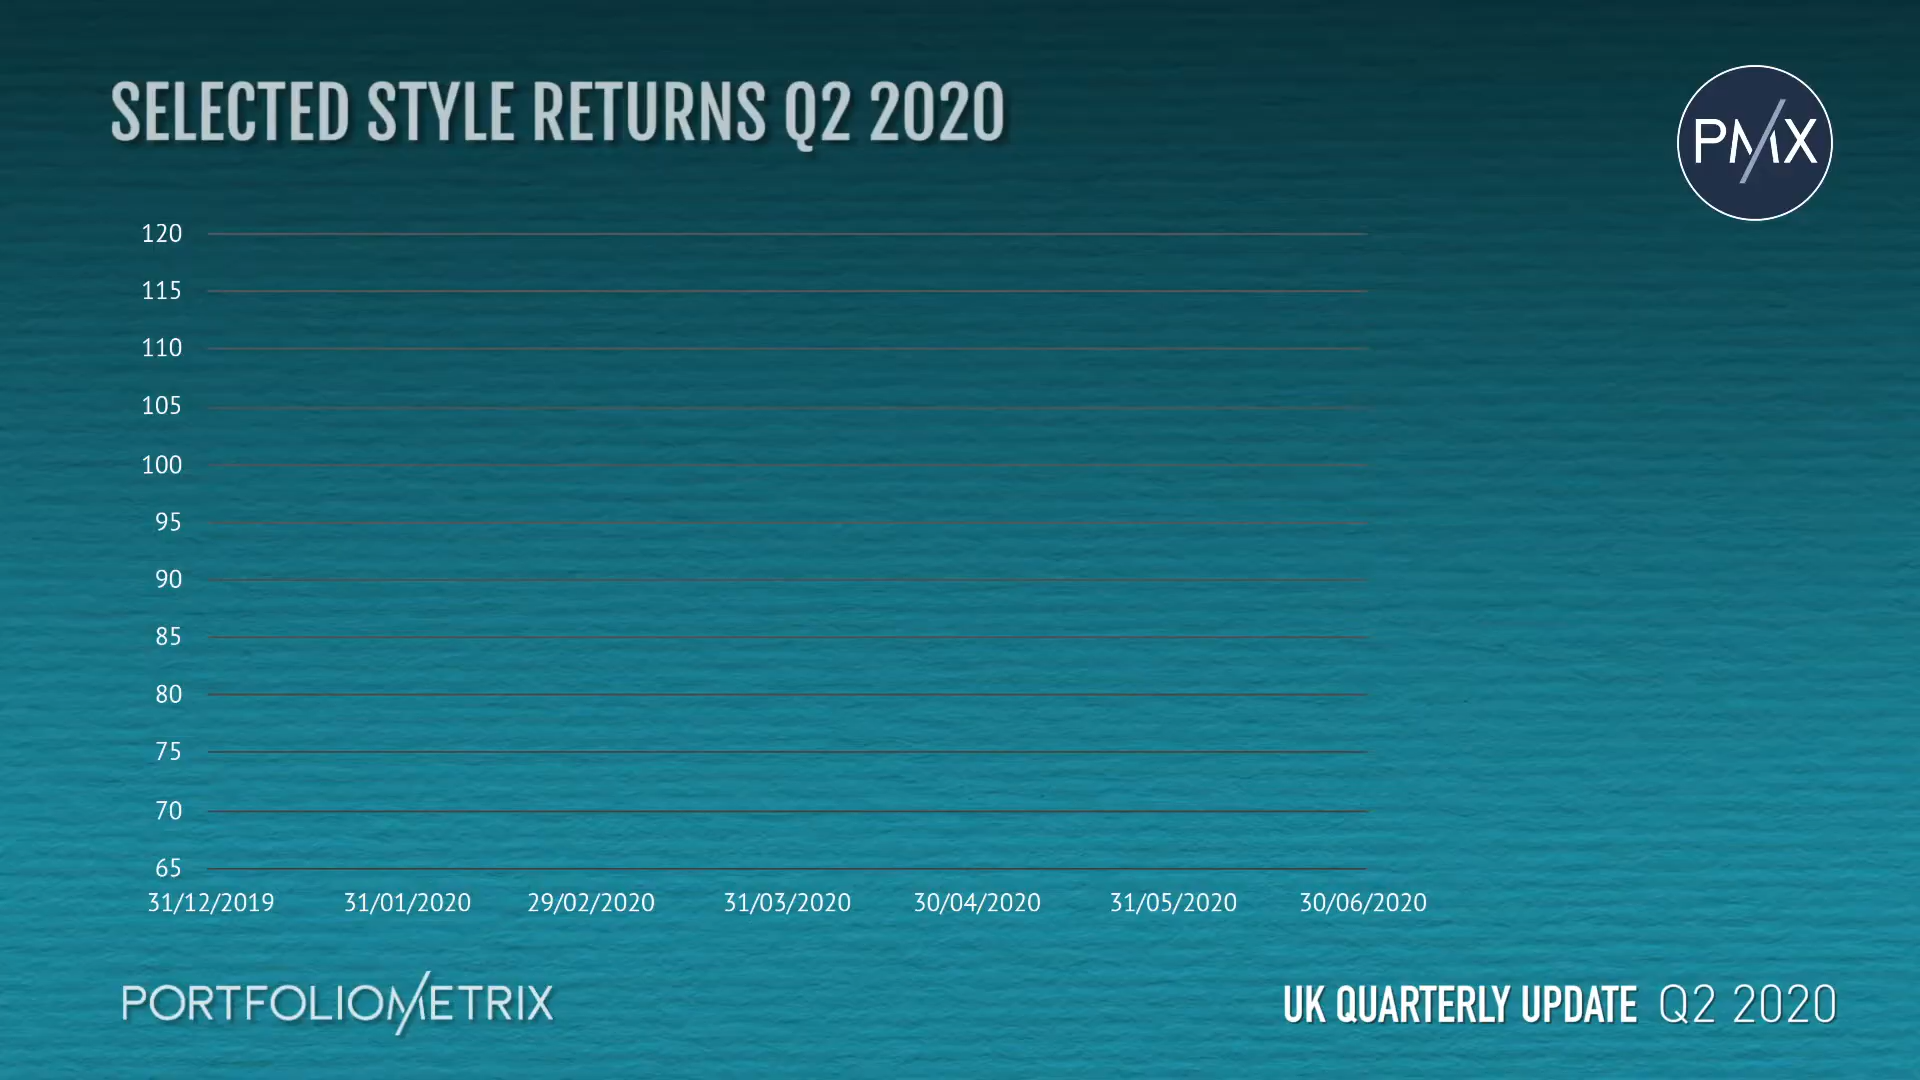 SELECTED STYLE RETURNS Q2 2020
PMX
120
115
110
105
100
95
90
85
80
75
70
65
31/12/2019 31/01/2020 29/02/2020 31/03/2020 30/04/2020 31/05/2020 30/06/2020
PORTFOLIOMETRIX
UK QUARTERLY UPDATE Q2 2020